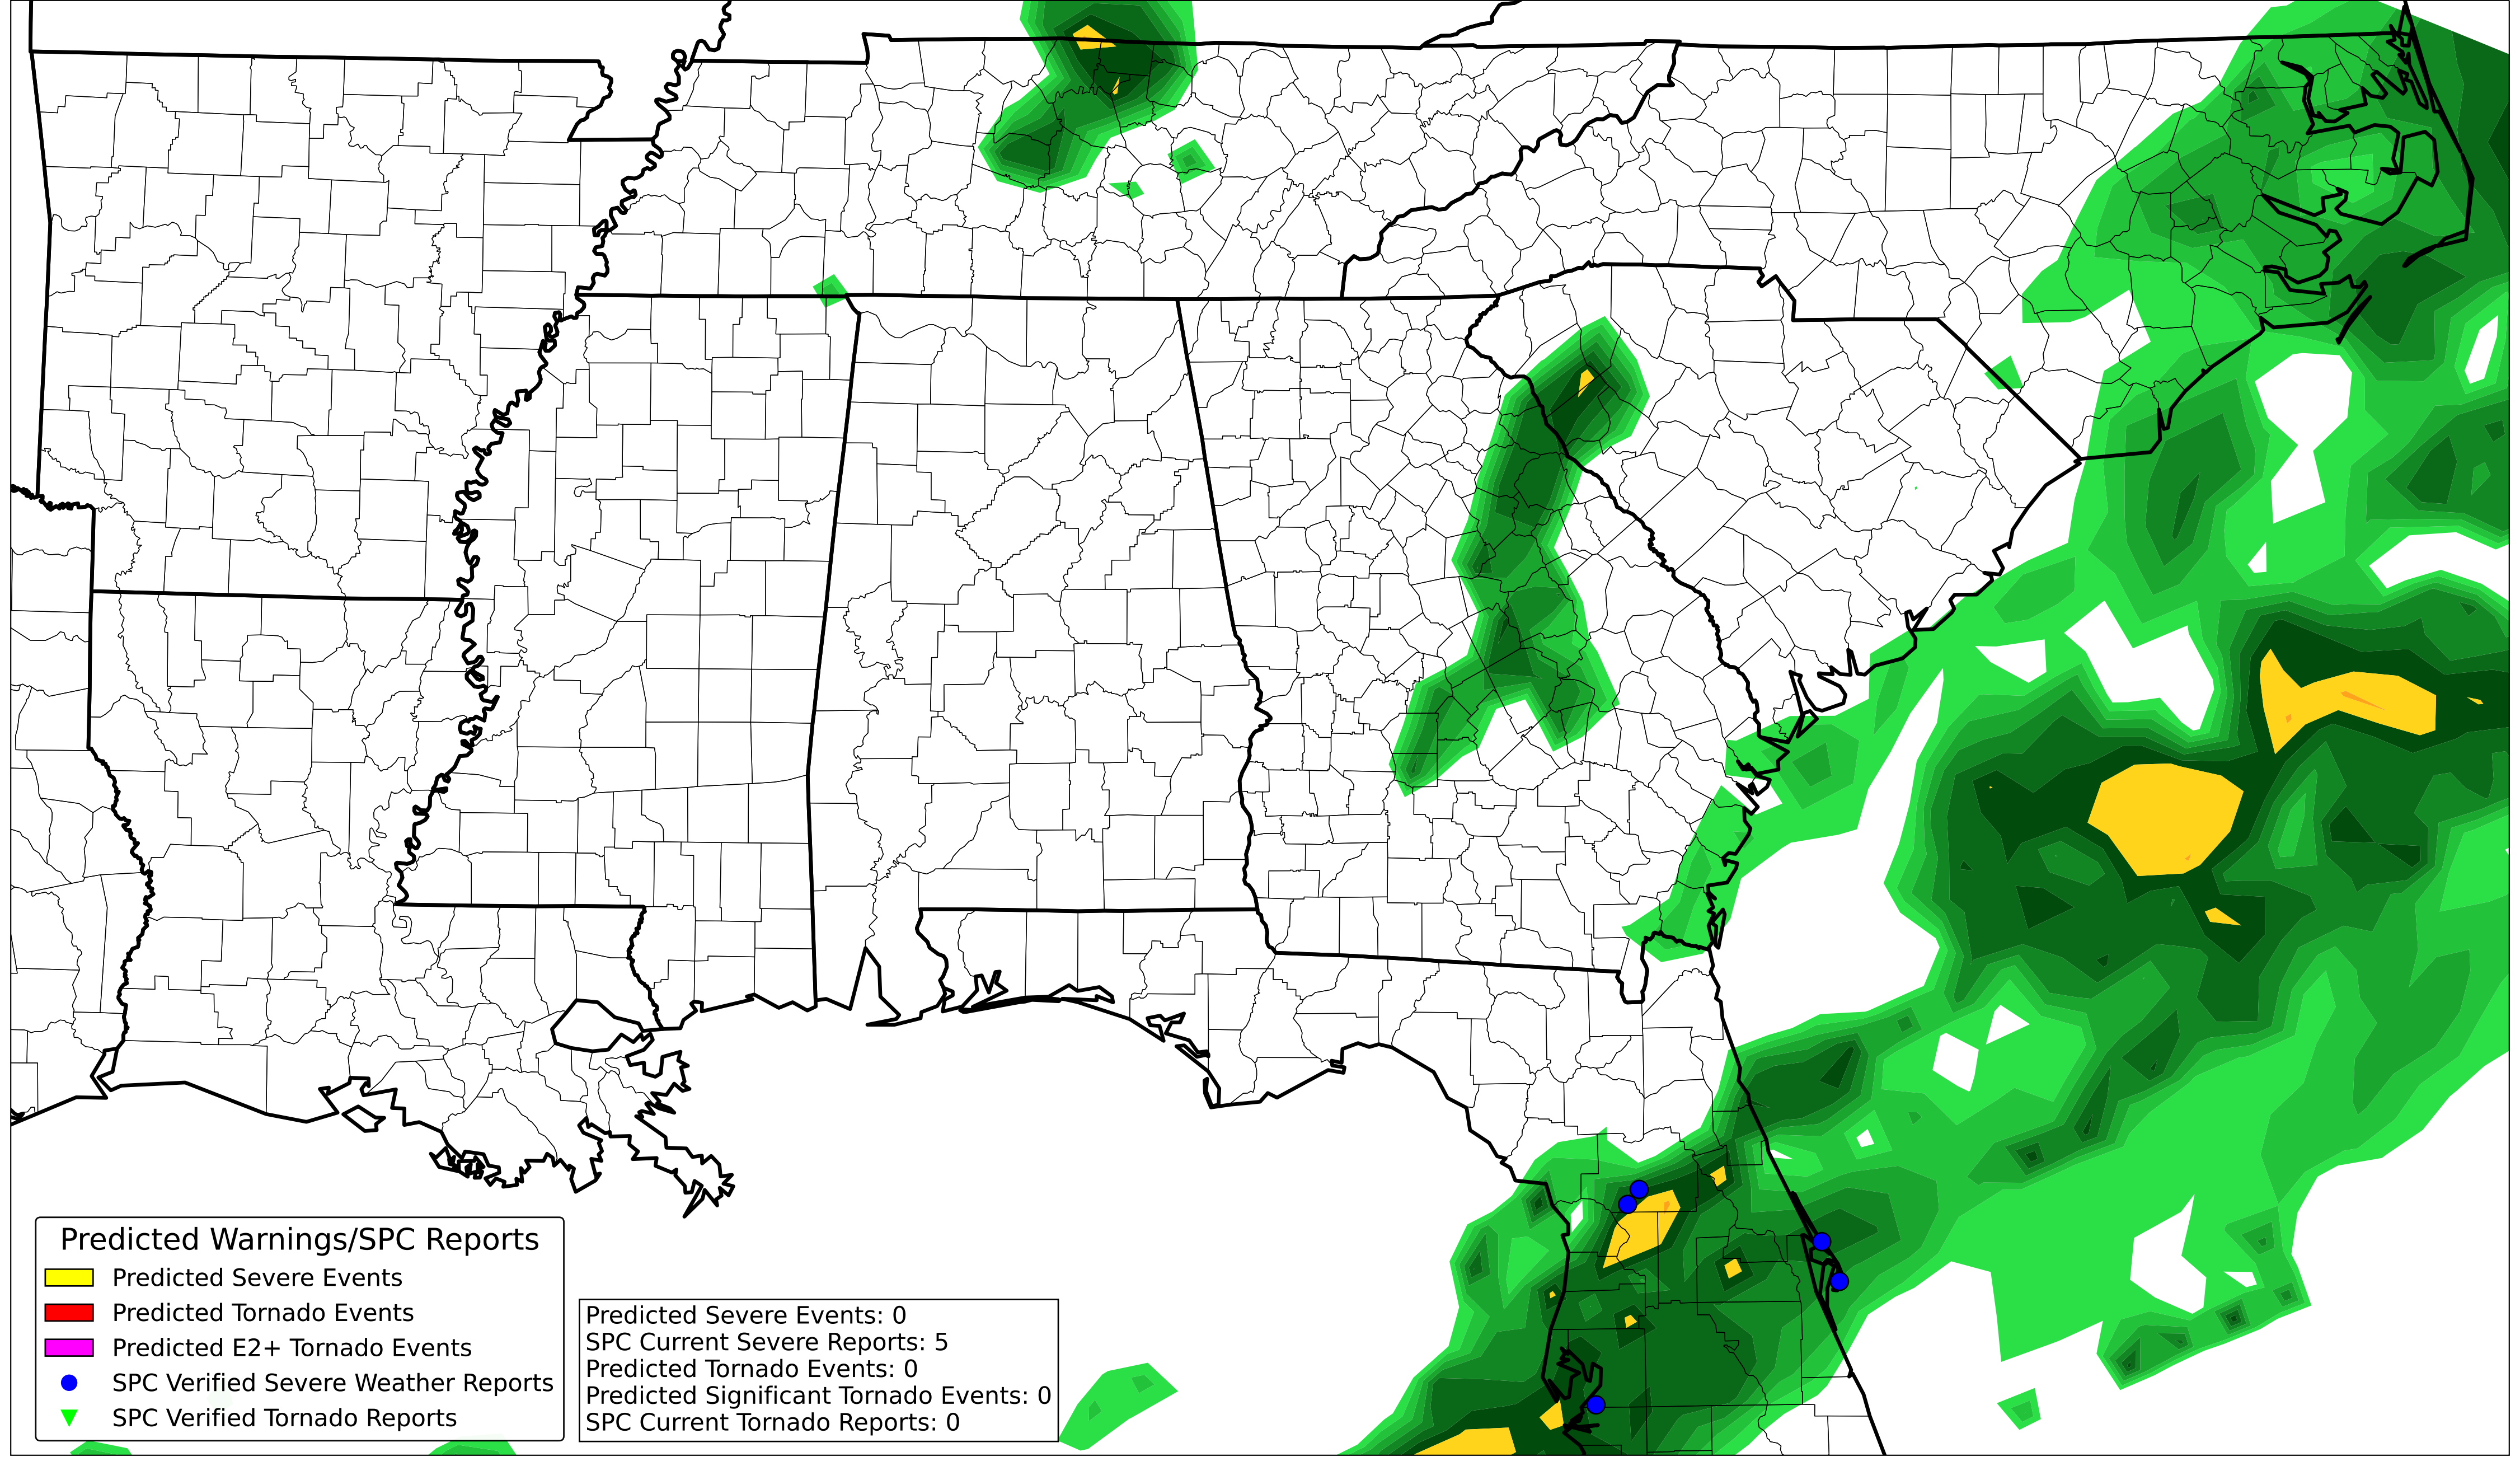 Predicted Warnings/SPC Reports
Predicted Severe Events
Predicted Tornado Events
Predicted E2+ Tornado Events
SPC Verified Severe Weather Reports
SPC Verified Tornado Reports
Predicted Severe Events: 0
SPC Current Severe Reports: 5
Predicted Tornado Events: 0
Predicted Significant Tornado Events: 0
SPC Current Tornado Reports: 0